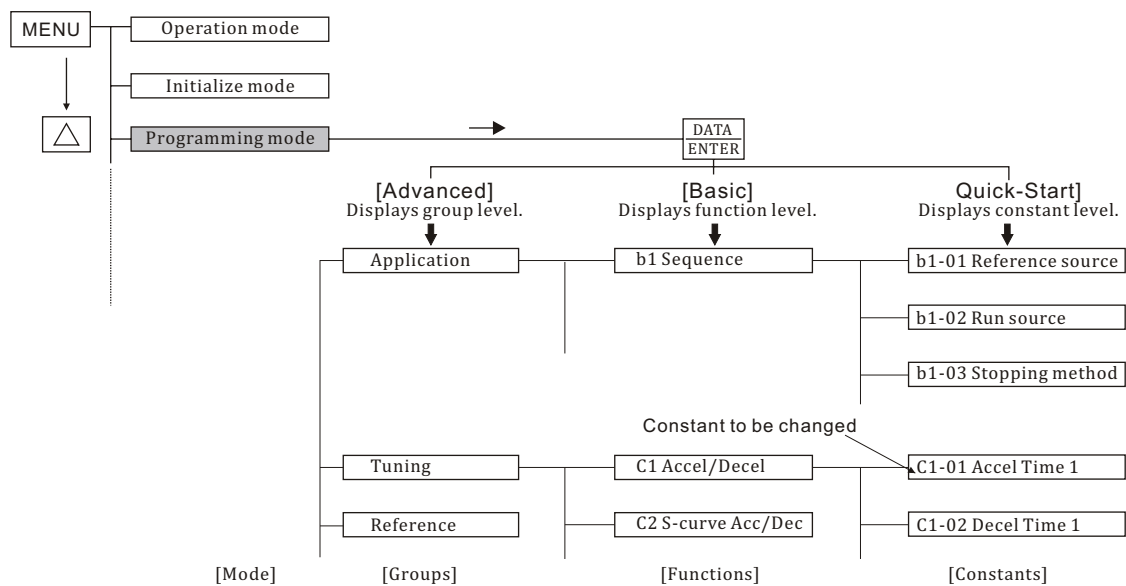 MENU
Operation mode
Initialize mode
Programming mode
DATA
ENTER
[Advanced]
Displays group level.
[Basic]
Displays function level.
Quick-Start]
Displays constant level.
Application
b1 Sequence
b1-01 Reference source
b1-02 Run source
b1-03 Stopping method
Constant to be changed
Tuning
C1 Accel/Decel
C1-01 Accel Time 1
Reference
C2 S-curve Acc/Dec
C1-02 Decel Time 1
[Mode]
[Groups]
[Functions]
[Constants]